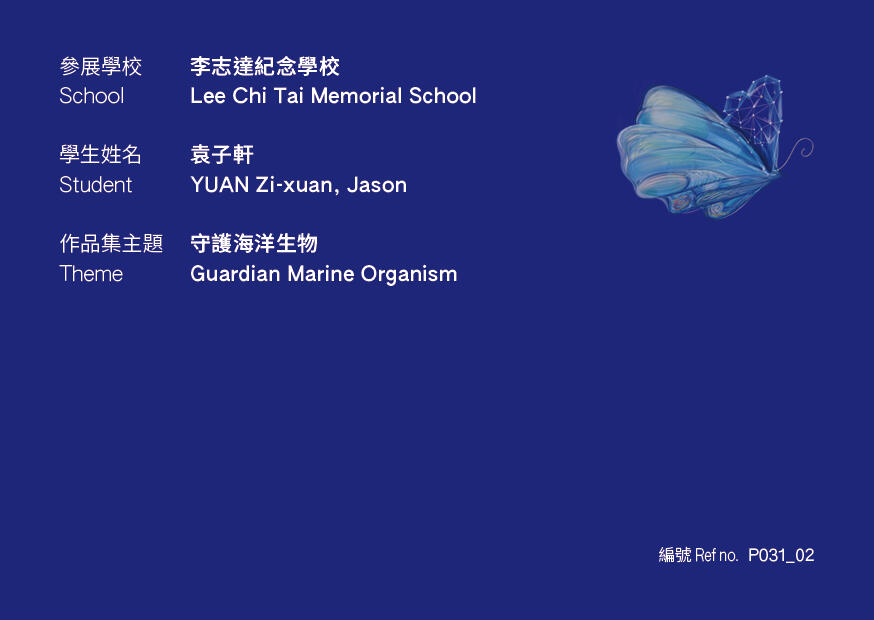 參展學校 李志達紀念學校
School Lee Chi Tai Memorial School
學生姓名 袁子軒
Student YUAN Zi-xuan, Jason
作品集主題 守護海洋生物
Theme Guardian Marine Organism
編號 Ref no. P031_02